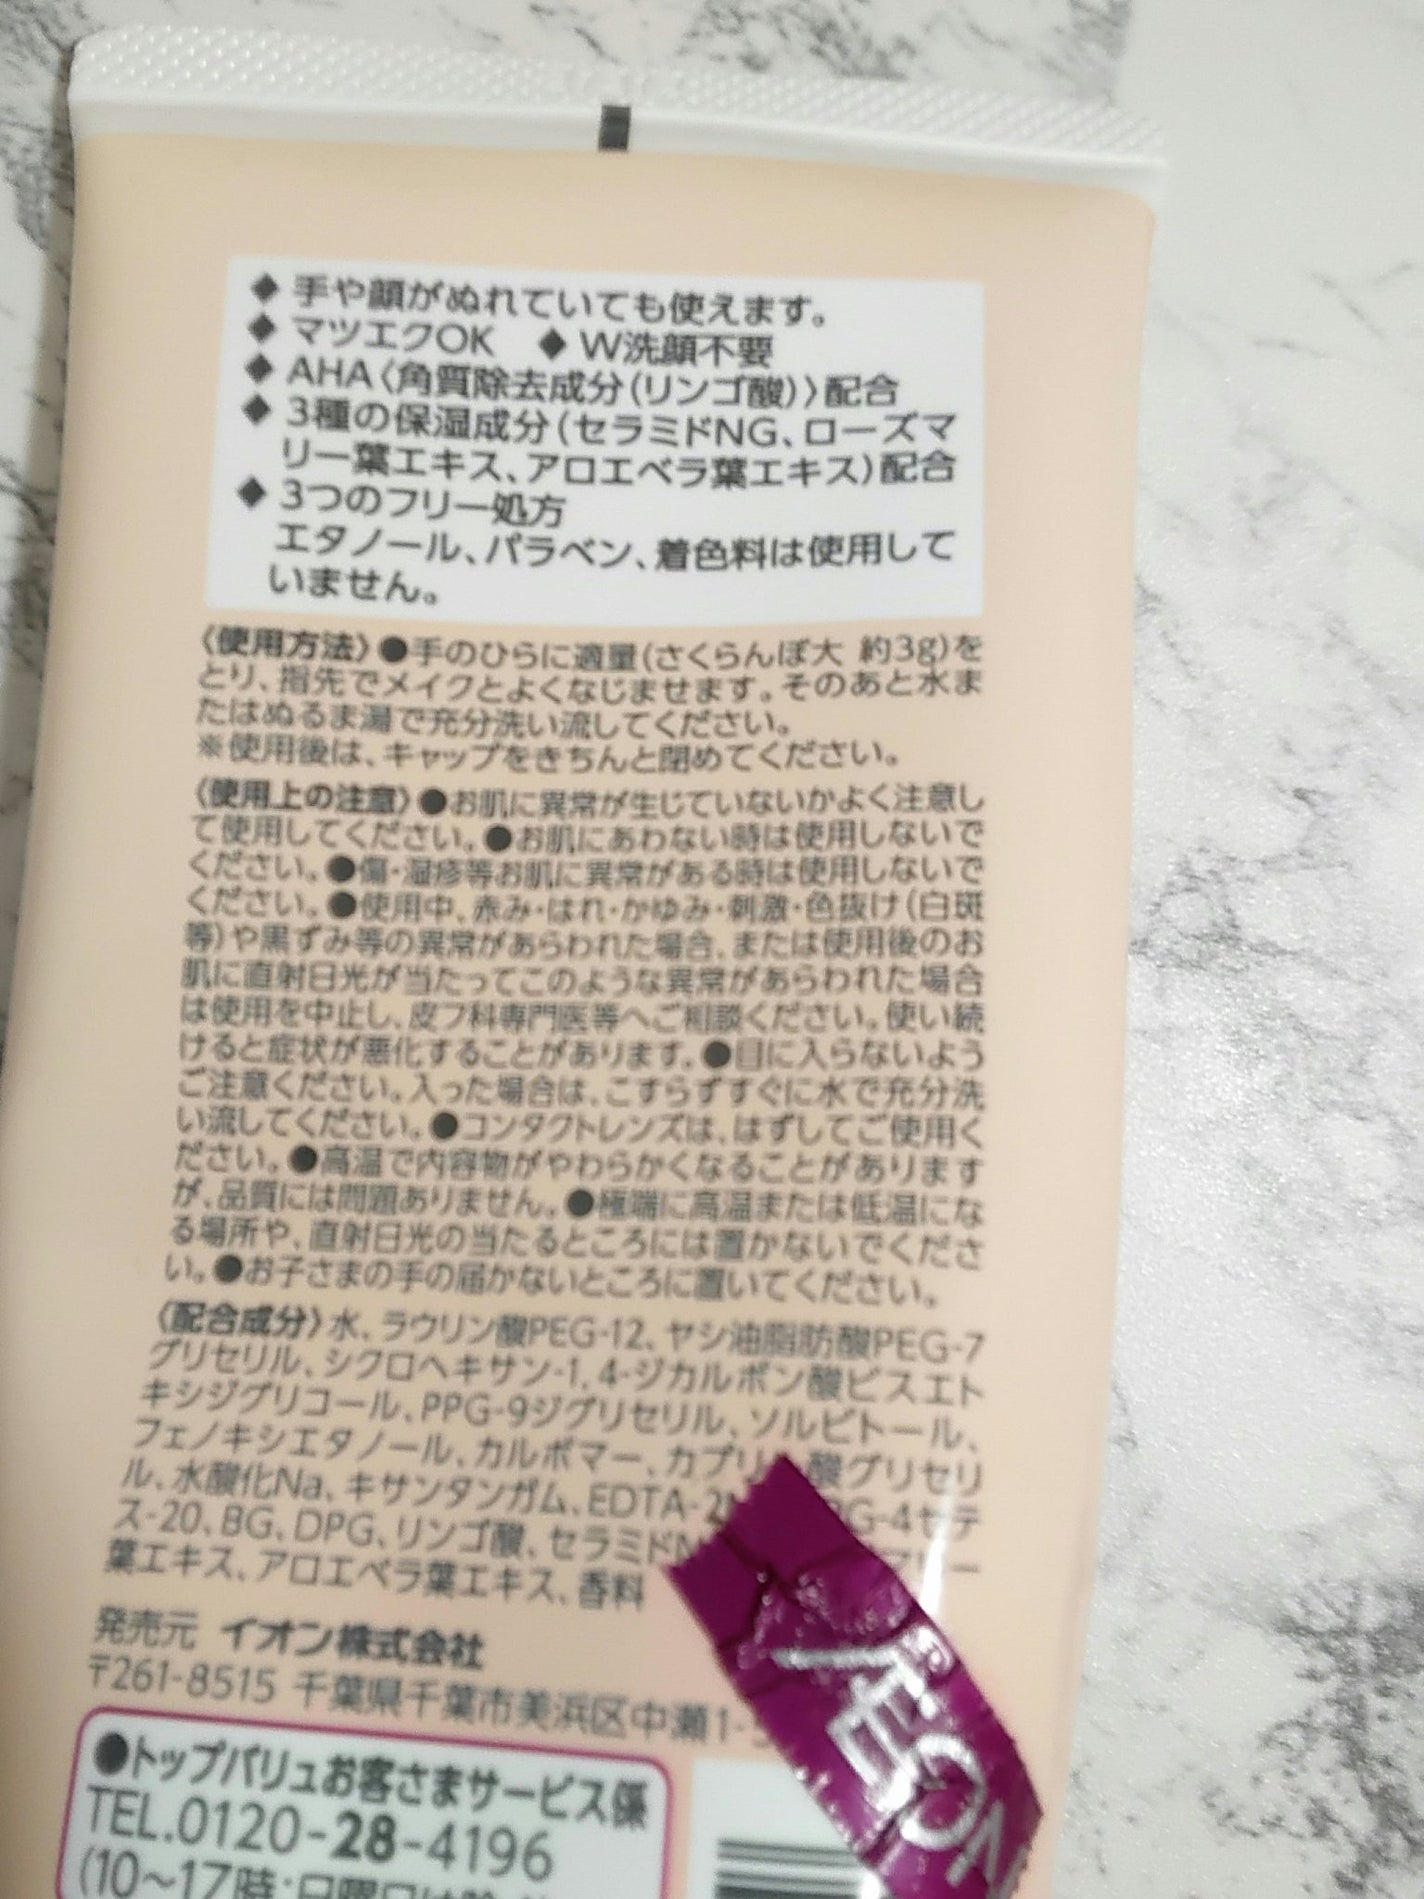 ◆ 手や顔がぬれていても使えます。
◆ マツエクOK ◆ W洗顔不要
◆ AHA〈角質除去成分(リンゴ酸)〉配合
◆ 3種の保湿成分(セラミドNG、ローズマ
リー葉エキス、アロエベラ葉エキス)配合
◆ 3つのフリー処方
エタノール、パラベン、着色料は使用して
いません。
〈使用方法〉●手のひらに適量(さくらんぼ大 約3g)を
とり、指先でメイクとよくなじませます。そのあと水ま
たはぬるま湯で充分洗い流してください。
※使用後は、キャップをきちんと閉めてください。
〈使用上の注意〉●お肌に異常が生じていないかよく注意し
て使用してください。●お肌にあわない時は使用しないで
ください。●傷・湿疹等お肌に異常がある時は使用しないで
ください。●使用中、赤み・はれ・かゆみ・刺激・色抜け(白斑
等)や黒ずみ等の異常があらわれた場合、または使用後のお
肌に直射日光が当たってこのような異常があらわれた場合
は使用を中止し、皮フ科専門医等へご相談ください。使い続
けると症状が悪化することがあります。●目に入らないよう
ご注意ください。入った場合は、こすらずすぐに水で充分洗
い流してください。●コンタクトレンズは、はずしてご使用く
ださい。●高温で内容物がやわらかくなることがあります
が、品質には問題ありません。●極端に高温または低温にな
る場所や、直射日光の当たるところには置かないでくださ
い。●お子さまの手の届かないところに置いてください。
〈配合成分〉水、ラウリン酸PEG-12、ヤシ油脂肪酸PEG-7
グリセリル、シクロヘキサン-1,4-ジカルボン酸ビスエト
キシジグリコール、PPG-9ジグリセリル、ソルビトール、
フェノキシエタノール、カルボマー、カプリ 酸グリセリ
ル、水酸化Na、キサンタンガム、EDTA-2 G-4セテ
ス-20、BG、DPG、リンゴ酸、セラミドN マリー
葉エキス、アロエベラ葉エキス、香料
発売元 イオン株式会社
〒261-8515 千葉県千葉市美浜区中瀬1-
●トップバリュお客さまサービス係
TEL.0120-28-4196
(10〜17時:日曜日は除
ÆON